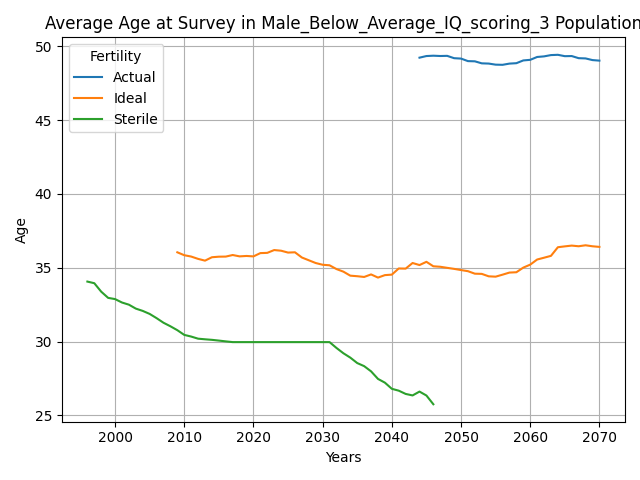 Average Age at Survey in Male_Below_Average_IQ_scoring_3 Population
Fertility
Actual
Ideal
Sterile
50
45
40
35
30
25
Age
2000 2010 2020 2030 2040 2050 2060 2070
Years